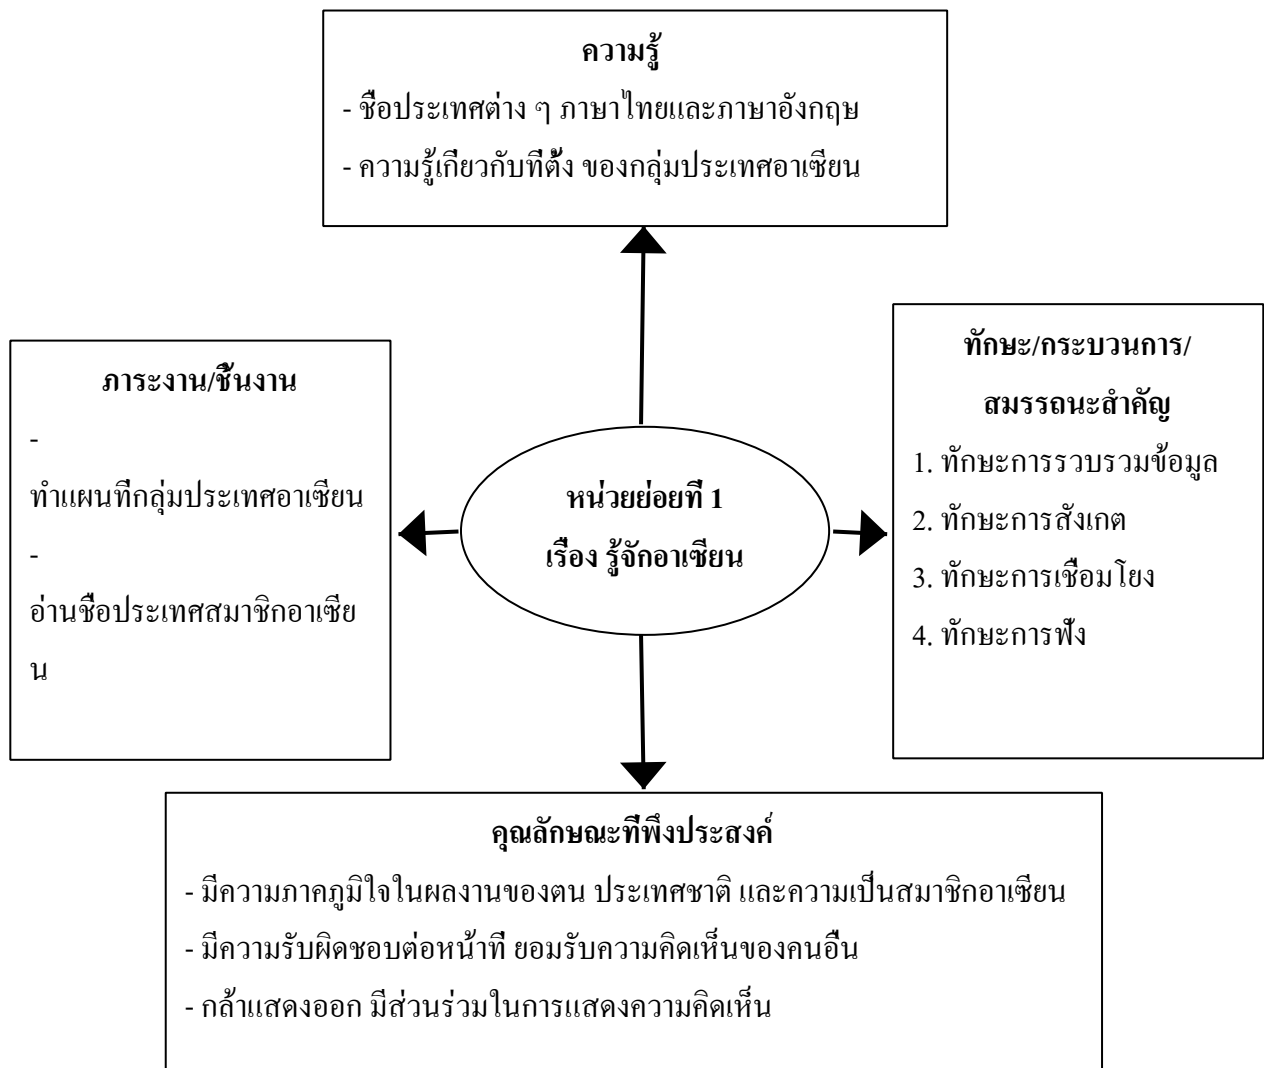 ความรู้
- ชื่อประเทศต่าง ๆ ภาษาไทยและภาษาอังกฤษ
- ความรู้เกี่ยวกับที่ตั้ง ของกลุ่มประเทศอาเซียน
ภาระงาน/ชิ้นงาน
-
ทำแผนที่กลุ่มประเทศอาเซียน
-
อ่านชื่อประเทศสมาชิกอาเซีย
น
หน่วยย่อยที่ 1
เรื่อง รู้จักอาเซียน
ทักษะ/กระบวนการ/
สมรรถนะสำคัญ
1. ทักษะการรวบรวมข้อมูล
2. ทักษะการสังเกต
3. ทักษะการเชื่อมโยง
4. ทักษะการฟัง
คุณลักษณะที่พึงประสงค์
- มีความภาคภูมิใจในผลงานของตน ประเทศชาติ และความเป็นสมาชิกอาเซียน
- มีความรับผิดชอบต่อหน้าที่ ยอมรับความคิดเห็นของคนอื่น
- กล้าแสดงออก มีส่วนร่วมในการแสดงความคิดเห็น